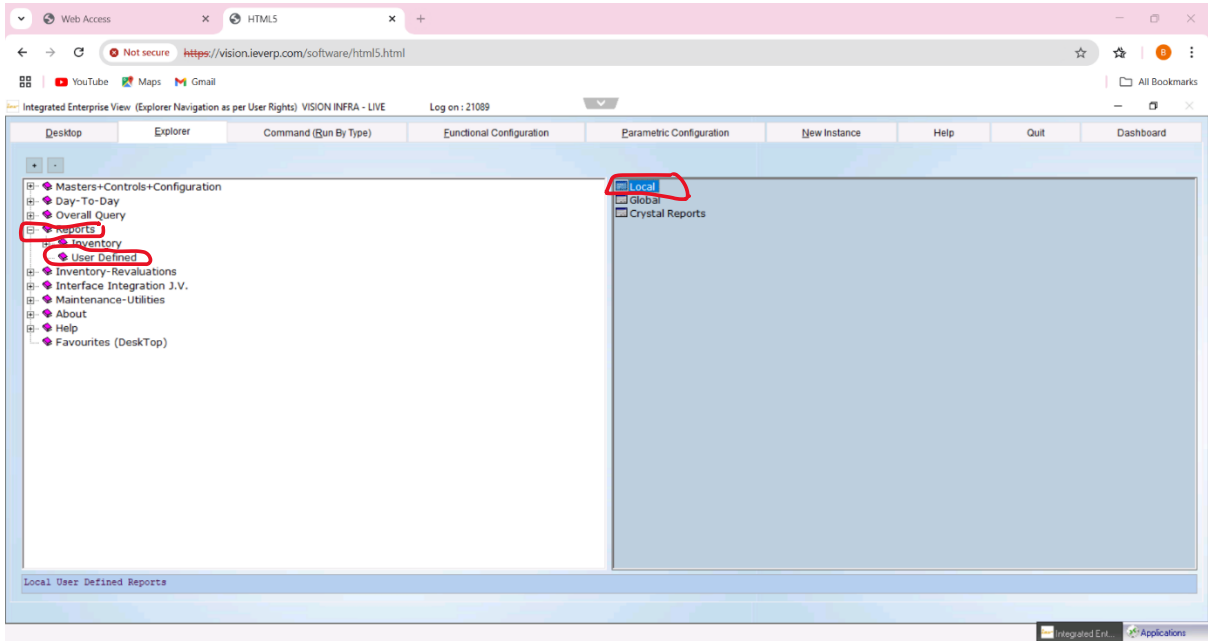 Web Access
HTML5
Not secure https://vision.ieverp.com/software/html5.html
B
YouTube Maps Gmail
All Bookmarks
Integrated Enterprise View (Explorer Navigation as per User Rights) VISION INFRA - LIVE Log on : 21089
Desktop Explorer Command (Run By Type) Functional Configuration Parametric Configuration New Instance Help Quit Dashboard
+ -
Masters+Controls+Configuration
Day-To-Day
Overall Query
Reports
Inventory
User Defined
Inventory-Revaluations
Interface Integration J.V.
Maintenance-Utilities
About
Help
Favourites (DeskTop)
Local
Global
Crystal Reports
Local User Defined Reports
Integrated Ent... Applications